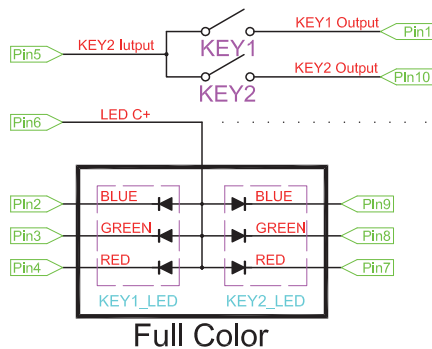 KEY1 Output
Pin1
KEY1
Pin5
KEY2 Iutput
KEY2 Output
PIn10
KEY2
Pin6
LED C+
PIn2
BLUE
BLUE
PIn9
PIn3
GREEN
GREEN
PIn8
PIn4
RED
RED
PIn7
KEY1_LED
KEY2_LED
Full Color